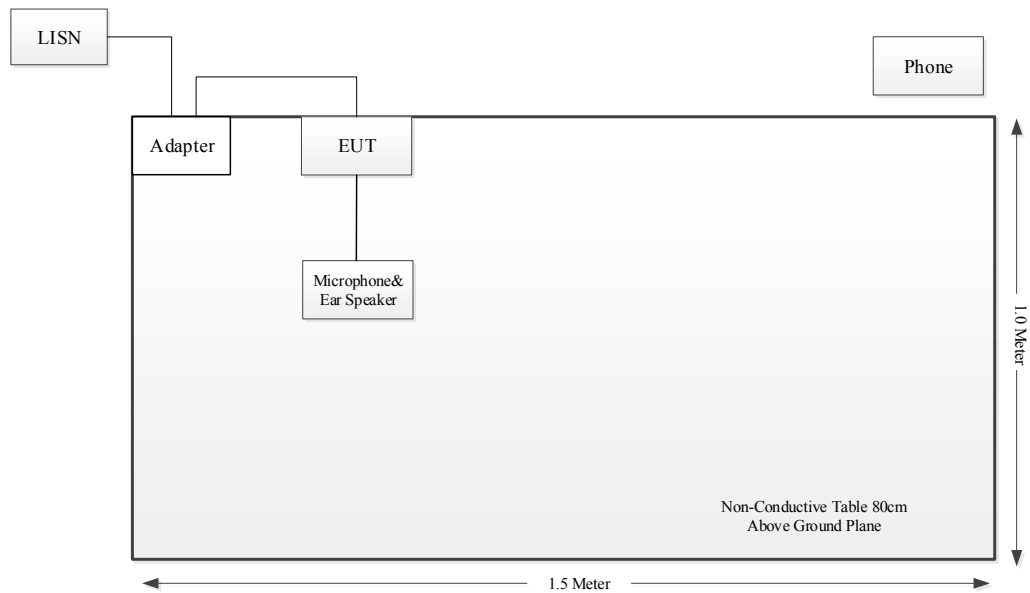 LISN
Phone
Adapter
EUT
Microphone&
Ear Speaker
1.0 Meter
Non-Conductive Table 80cm
Above Ground Plane
1.5 Meter